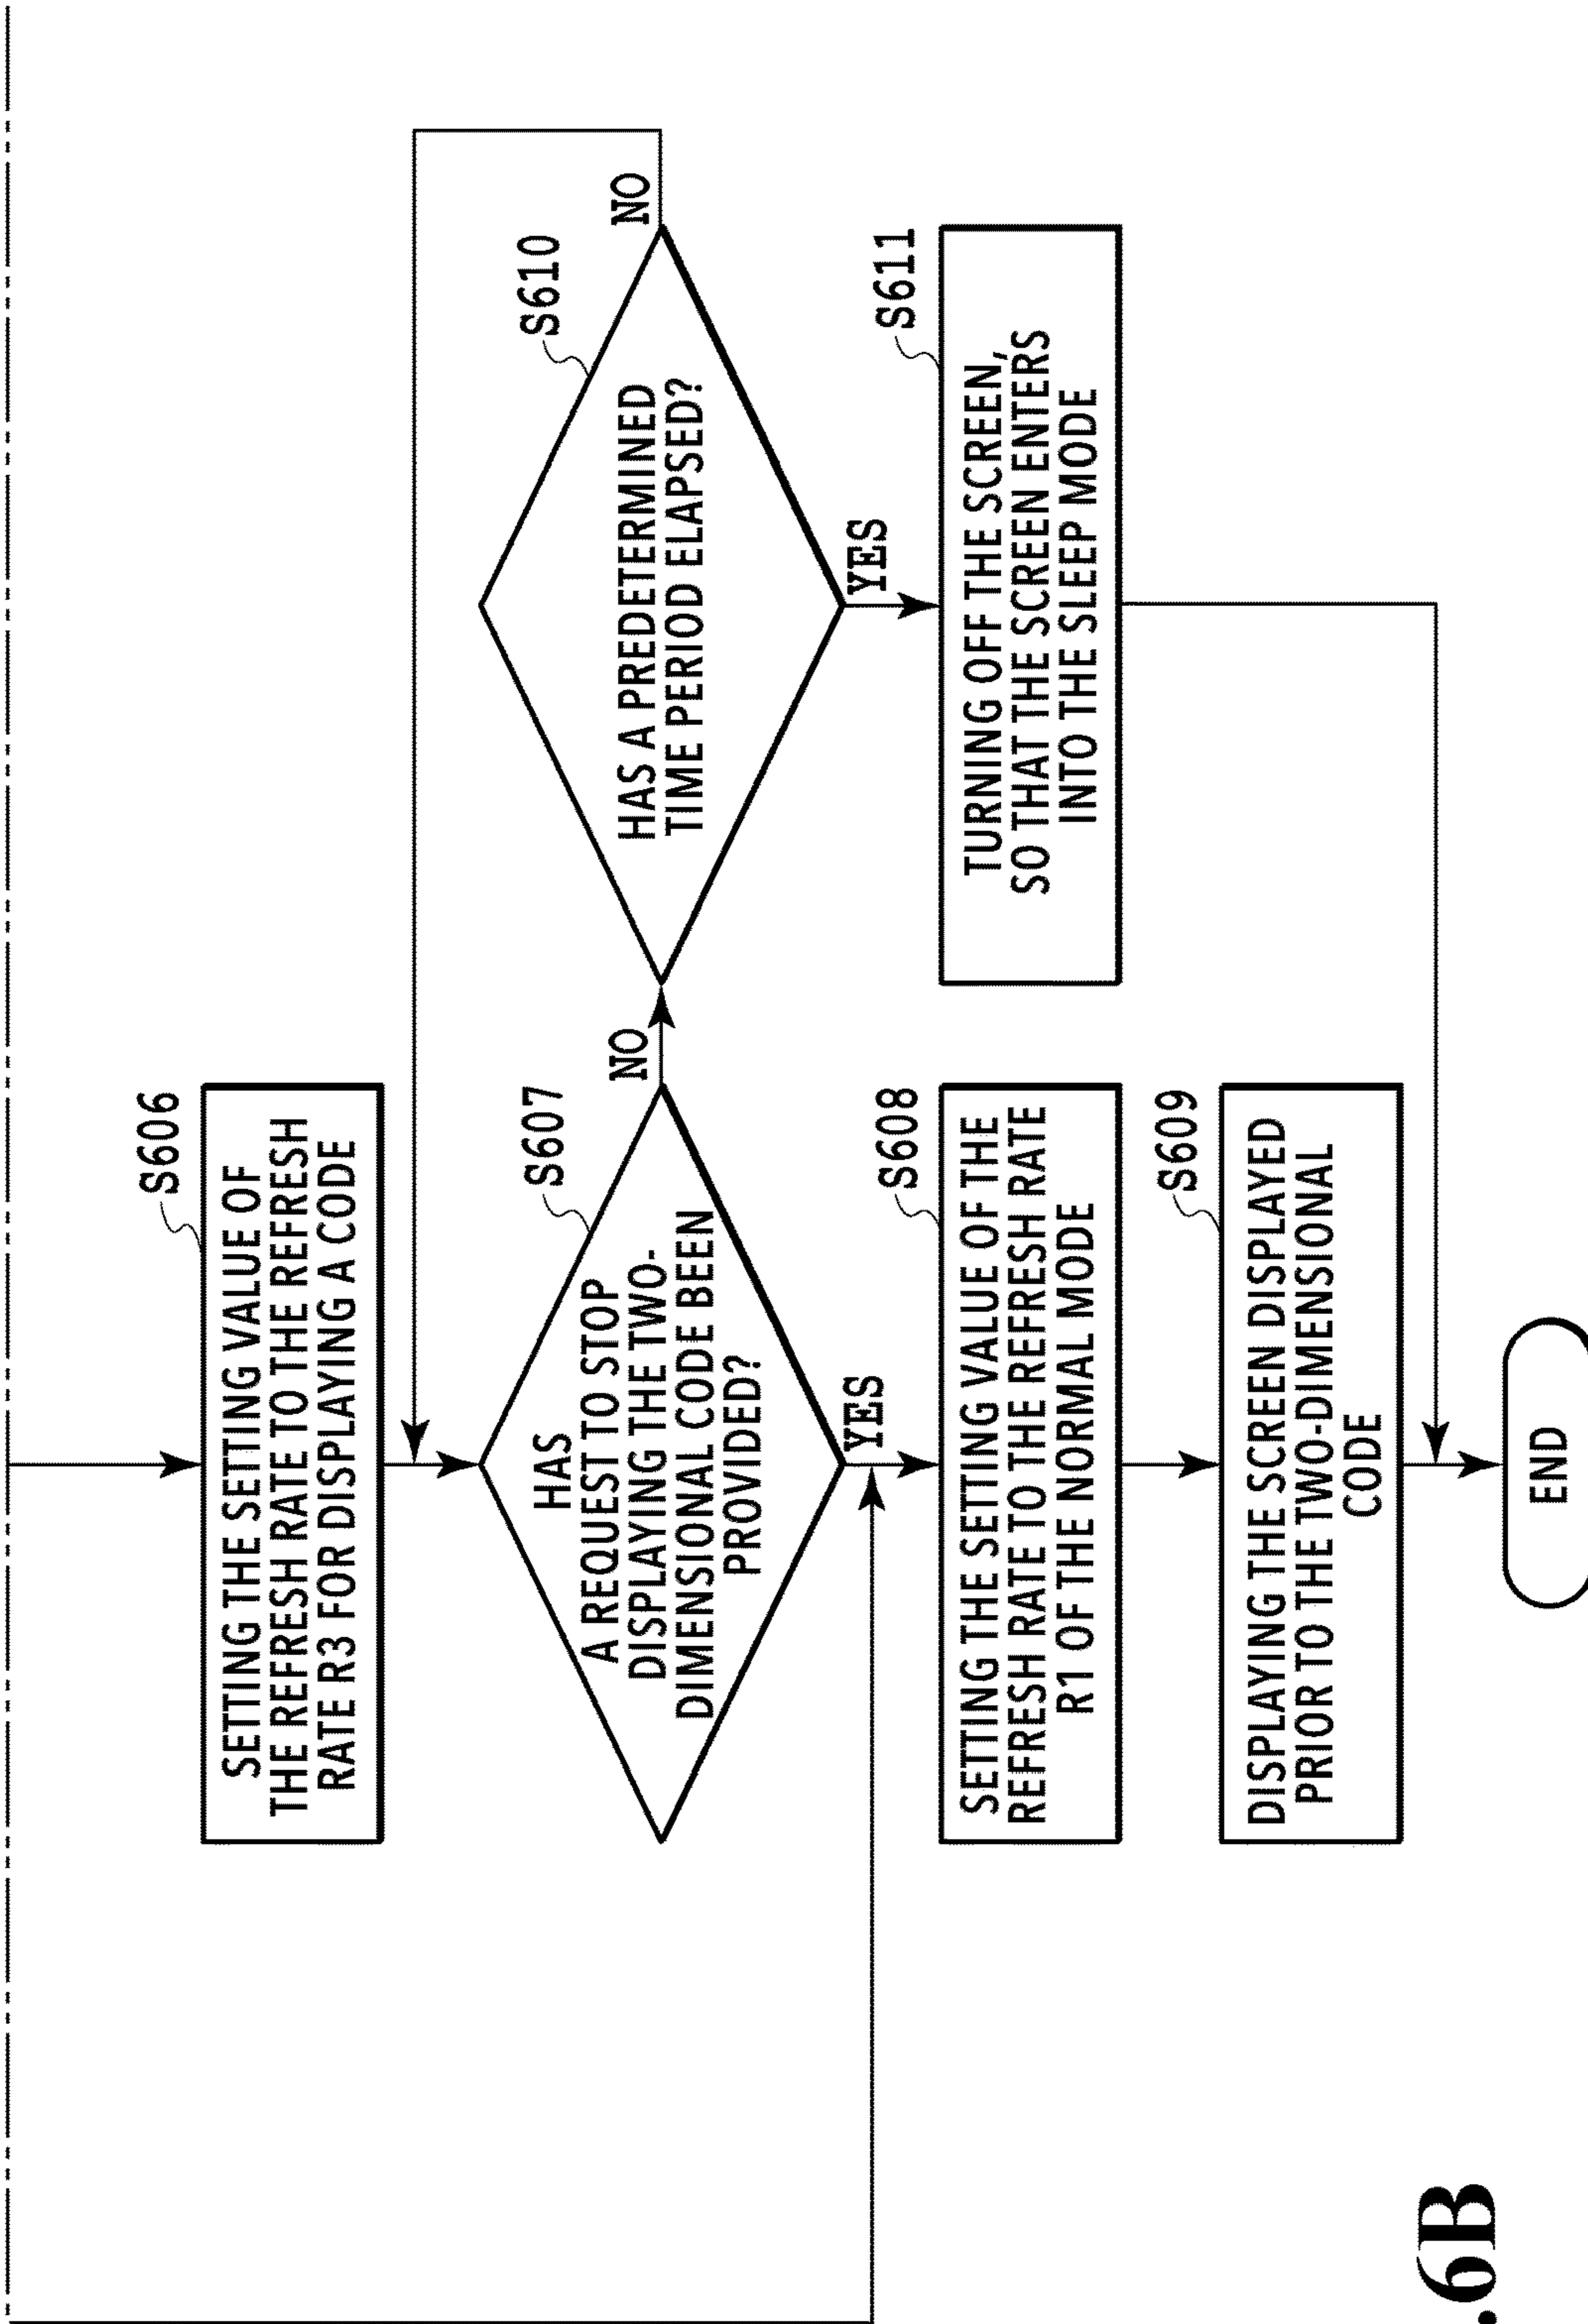 S606
SETTING THE SETTING VALUE OF
THE REFRESH RATE TO THE REFRESH
RATE R3 FOR DISPLAYING A CODE
S607
HAS
A REQUEST TO STOP
DISPLAYING THE TWO-
DIMENSIONAL CODE BEEN
PROVIDED?
NO
YES
S610
HAS A PREDETERMINED
TIME PERIOD ELAPSED?
NO
YES
S608
SETTING THE SETTING VALUE OF THE
REFRESH RATE TO THE REFRESH RATE
R1 OF THE NORMAL MODE
S611
TURNING OFF THE SCREEN,
SO THAT THE SCREEN ENTERS
INTO THE SLEEP MODE
S609
DISPLAYING THE SCREEN DISPLAYED
PRIOR TO THE TWO-DIMENSIONAL
CODE
END
.6B